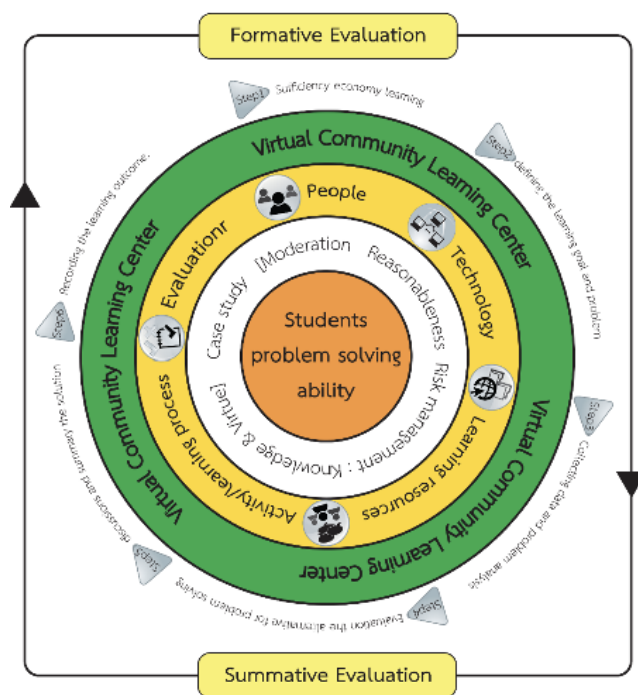 Formative Evaluation
Step1
Sufficiency economy learning
Step2
defining the learning goal and problem
Step3
Collecting data and problem analysis
Step4
Evaluation the alternative for problem solving
Step5
discussions and summary the solution
Step6
Recording the learning outcome.
Virtual Community Learning Center
Virtual Community Learning Center
Virtual Community Learning Center
People
Technology
Learning resources
Activity/learning process
Evaluationr
Case study [Moderation Reasonableness Risk management : Knowledge & Virtue]
Students
problem solving
ability
Summative Evaluation